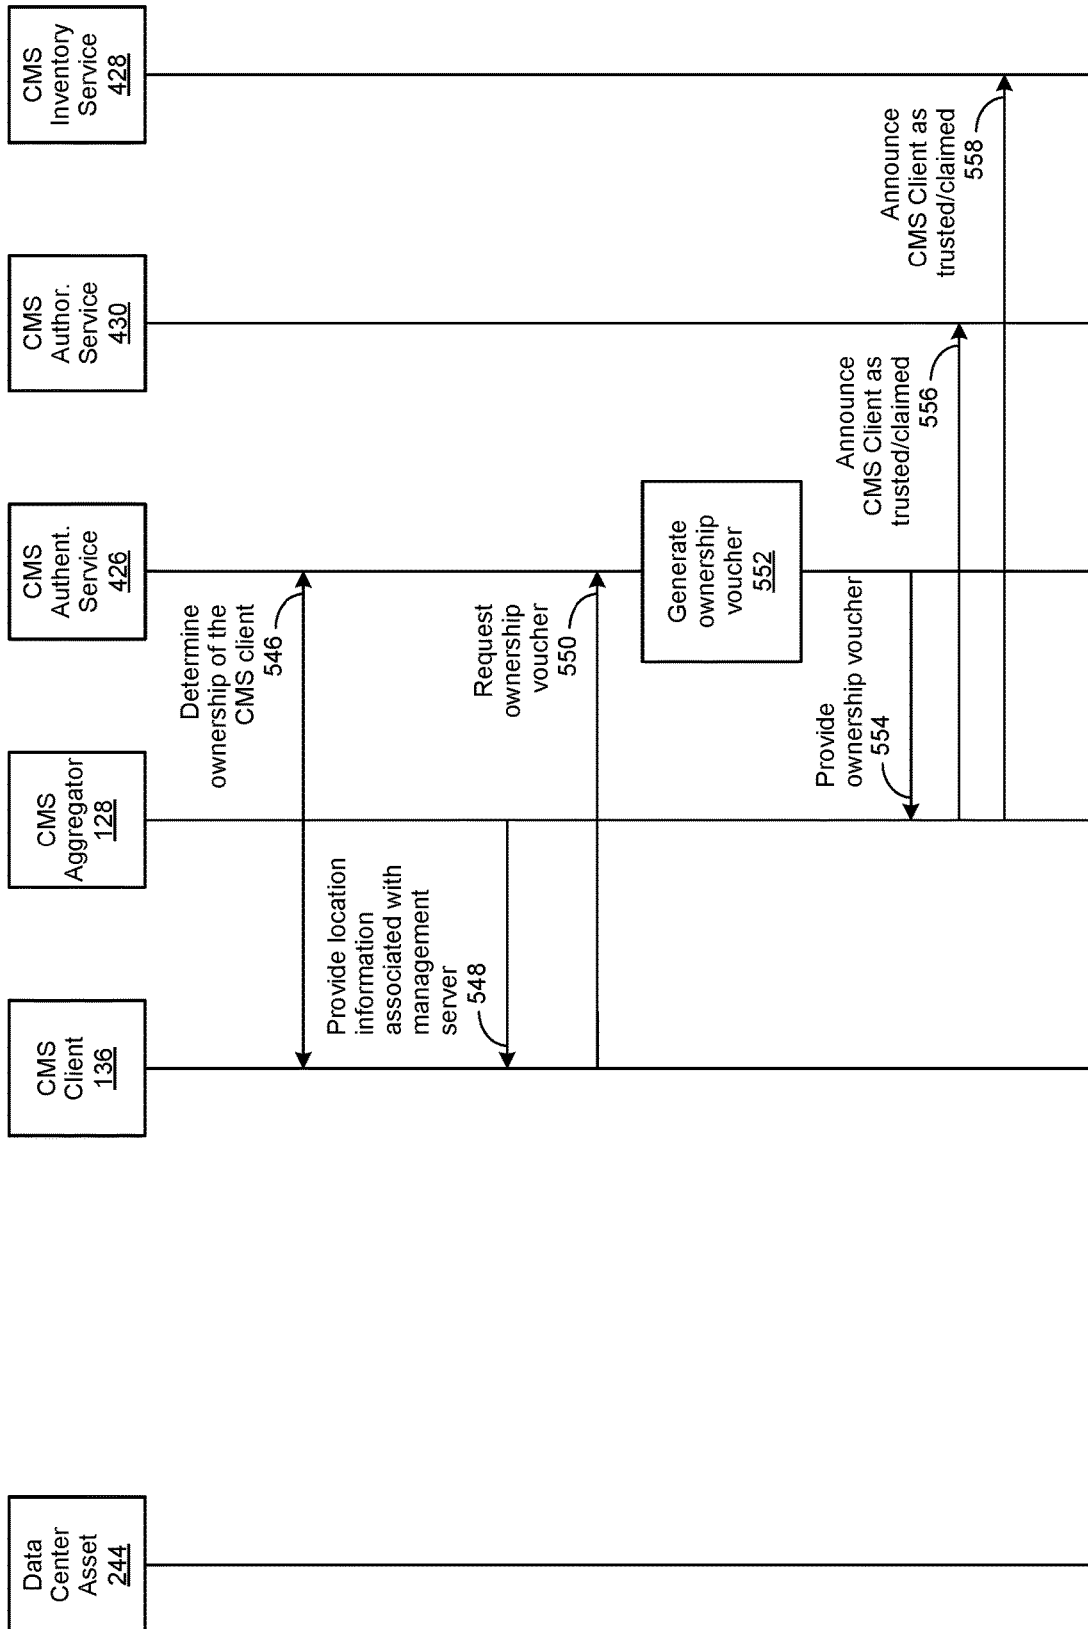 Data
Center
Asset
244
CMS
Client
136
CMS
Aggregator
128
CMS
Authent.
Service
426
CMS
Author.
Service
430
CMS
Inventory
Service
428
Determine
ownership of the
CMS client
546
Provide location
information
associated with
management
server
548
Request
ownership
voucher
550
Generate
ownership
voucher
552
Provide
ownership voucher
554
Announce
CMS Client as
trusted/claimed
556
Announce
CMS Client as
trusted/claimed
558